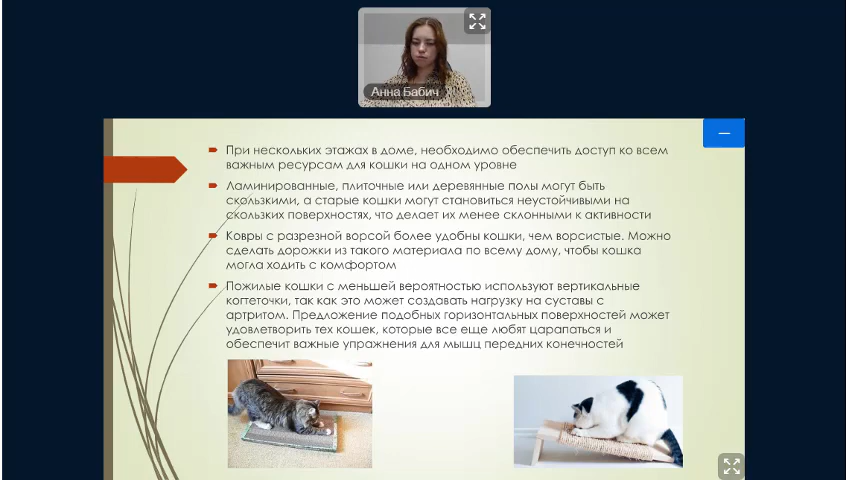 Анна Бабич
При нескольких этажах в доме, необходимо обеспечить доступ ко всем
важным ресурсам для кошки на одном уровне
Ламинированные, плиточные или деревянные полы могут быть
скользкими, а старые кошки могут становиться неустойчивыми на
скользких поверхностях, что делает их менее склонными к активности
Ковры с разрезной ворсой более удобны кошки, чем ворсистые. Можно
сделать дорожки из такого материала по всему дому, чтобы кошка
могла ходить с комфортом
Пожилые кошки с меньшей вероятностью используют вертикальные
когтеточки, так как это может создавать нагрузку на суставы с
артритом. Предложение подобных горизонтальных поверхностей может
удовлетворить тех кошек, которые все еще любят царапаться и
обеспечит важные упражнения для мышц передних конечностей